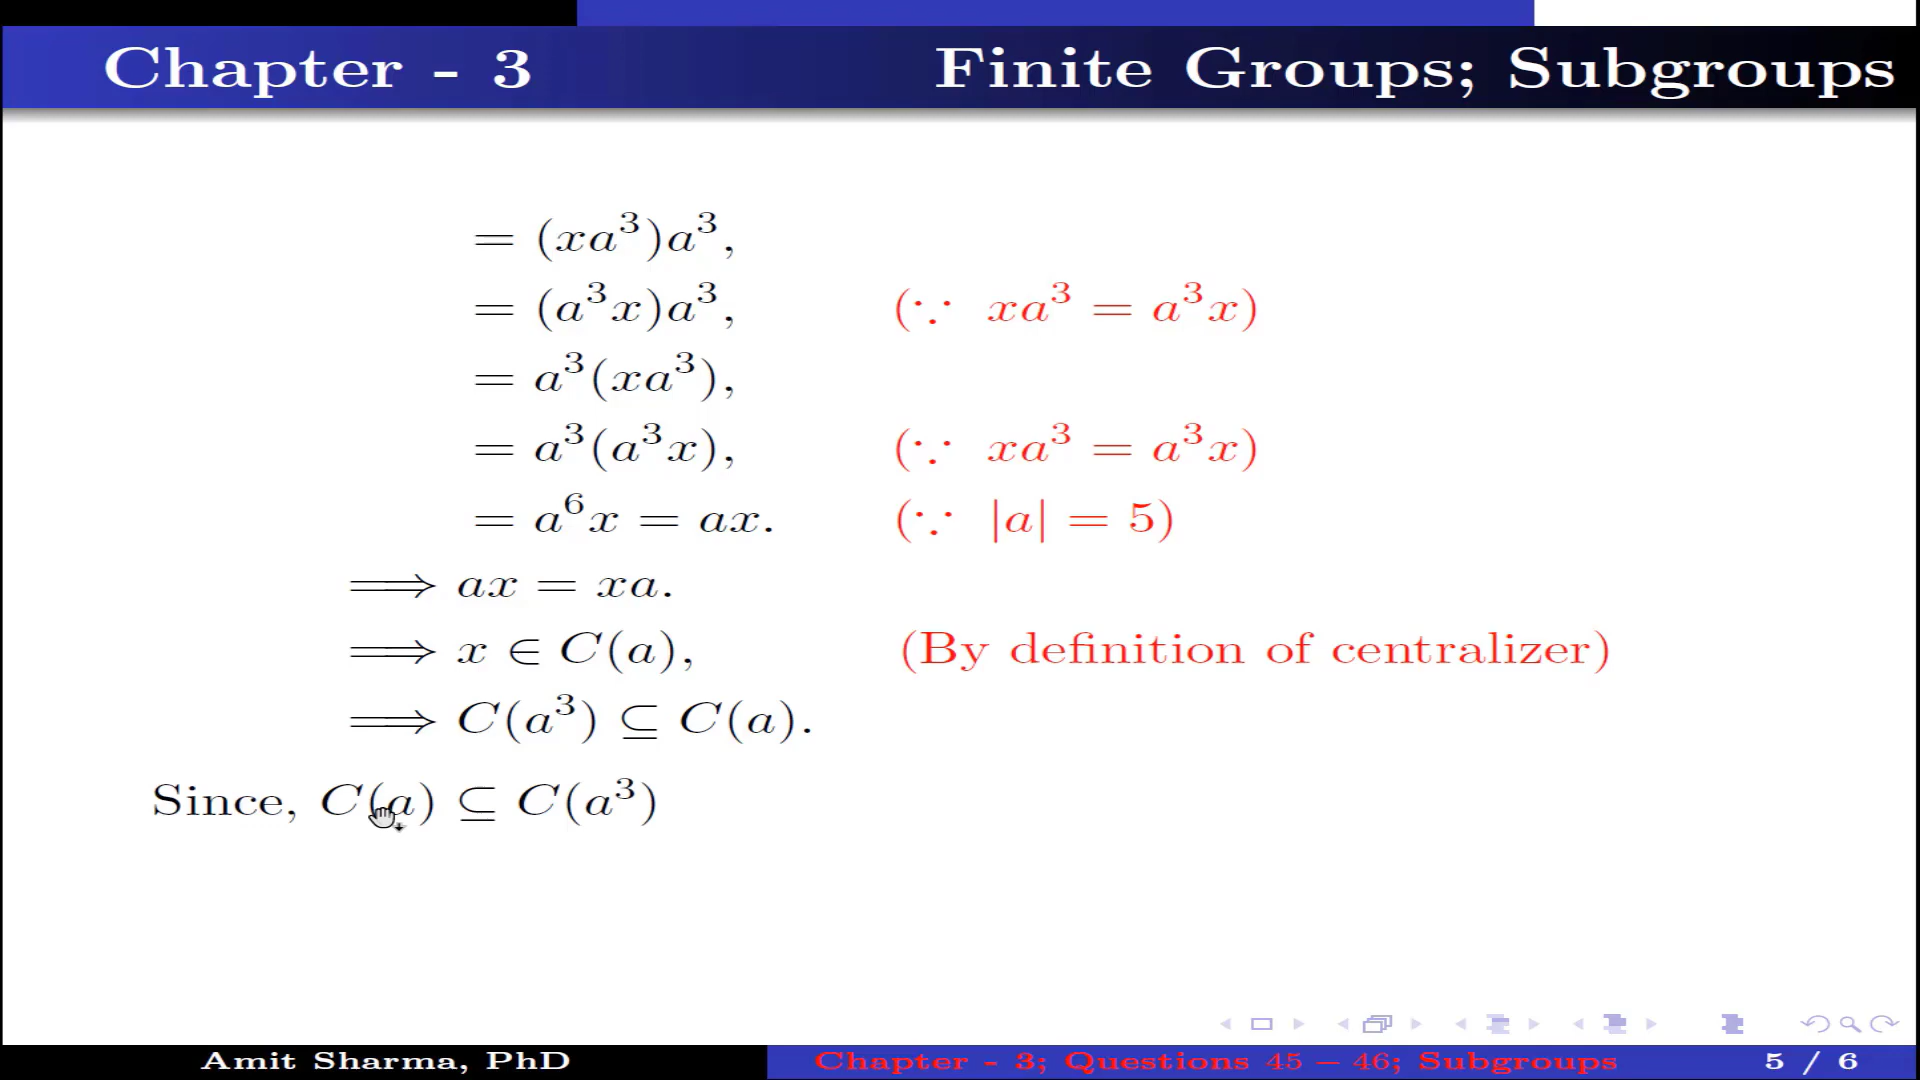 Chapter - 3 Finite Groups; Subgroups
= (xa³)a³,
= (a³x)a³, (∵ xa³ = a³x)
= a³(xa³),
= a³(a³x), (∵ xa³ = a³x)
= a⁶x = ax. (∵ |a| = 5)
⟹ ax = xa.
⟹ x ∈ C(a), (By definition of centralizer)
⟹ C(a³) ⊆ C(a).
Since, C(a) ⊆ C(a³)
Amit Sharma, PhD Chapter - 3; Questions 45 – 46; Subgroups 5 / 6